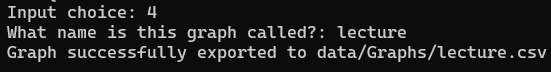 Input choice: 4
What name is this graph called?: lecture
Graph successfully exported to data/Graphs/lecture.csv